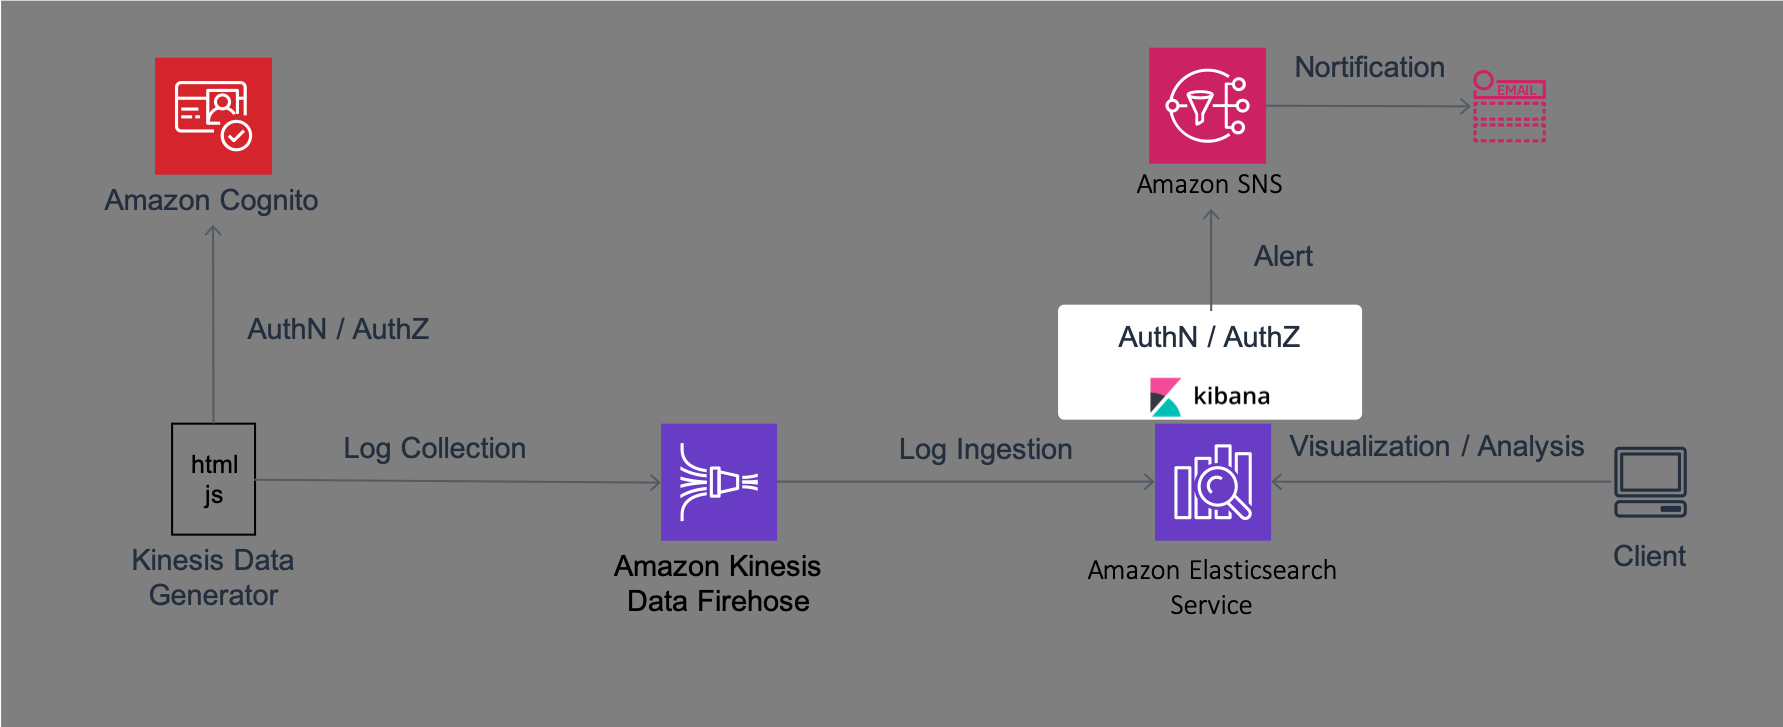 Nortification
EMAIL
Amazon SNS
Amazon Cognito
Alert
AuthN / AuthZ
AuthN / AuthZ
kibana
Log Collection
Log Ingestion
Visualization / Analysis
html
js
Kinesis Data
Generator
Amazon Kinesis
Data Firehose
Amazon Elasticsearch
Service
Client